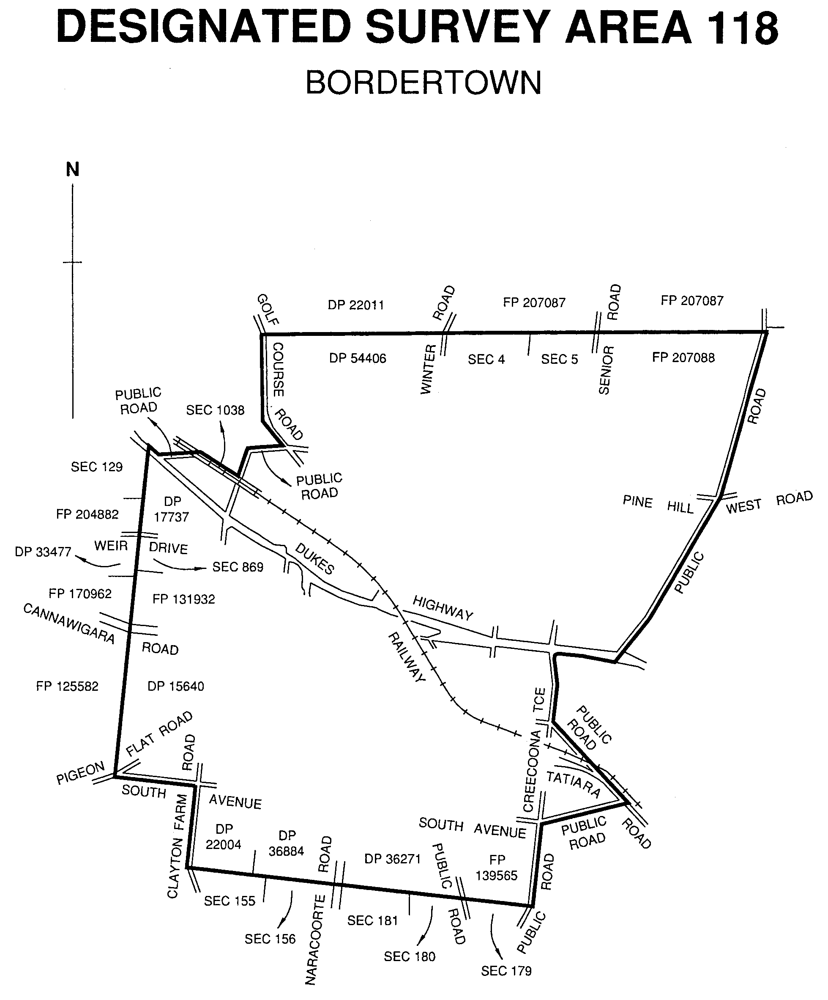 DESIGNATED SURVEY AREA 118
BORDERTOWN
N
GOLF
COURSE
ROAD
DP 22011
WINTER
ROAD
FP 207087
SENIOR
ROAD
FP 207087
DP 54406
SEC 4
SEC 5
FP 207088
PUBLIC
ROAD
SEC 1038
ROAD
SEC 129
PUBLIC
ROAD
PINE HILL
WEST ROAD
DP
17737
FP 204882
WEIR
DRIVE
DP 33477
SEC 869
DUKES
PUBLIC
FP 170962
FP 131932
CANNAWIGARA
ROAD
HIGHWAY
RAILWAY
FP 125582
DP 15640
CREECOONA
TCE
PUBLIC
ROAD
PIGEON
FLAT ROAD
ROAD
SOUTH
AVENUE
CLAYTON FARM
TATIARA
ROAD
SOUTH AVENUE
PUBLIC
ROAD
DP
22004
DP
36884
ROAD
DP 36271
PUBLIC
FP
139565
ROAD
SEC 155
NARACOORTE
SEC 181
ROAD
PUBLIC
SEC 156
SEC 180
SEC 179